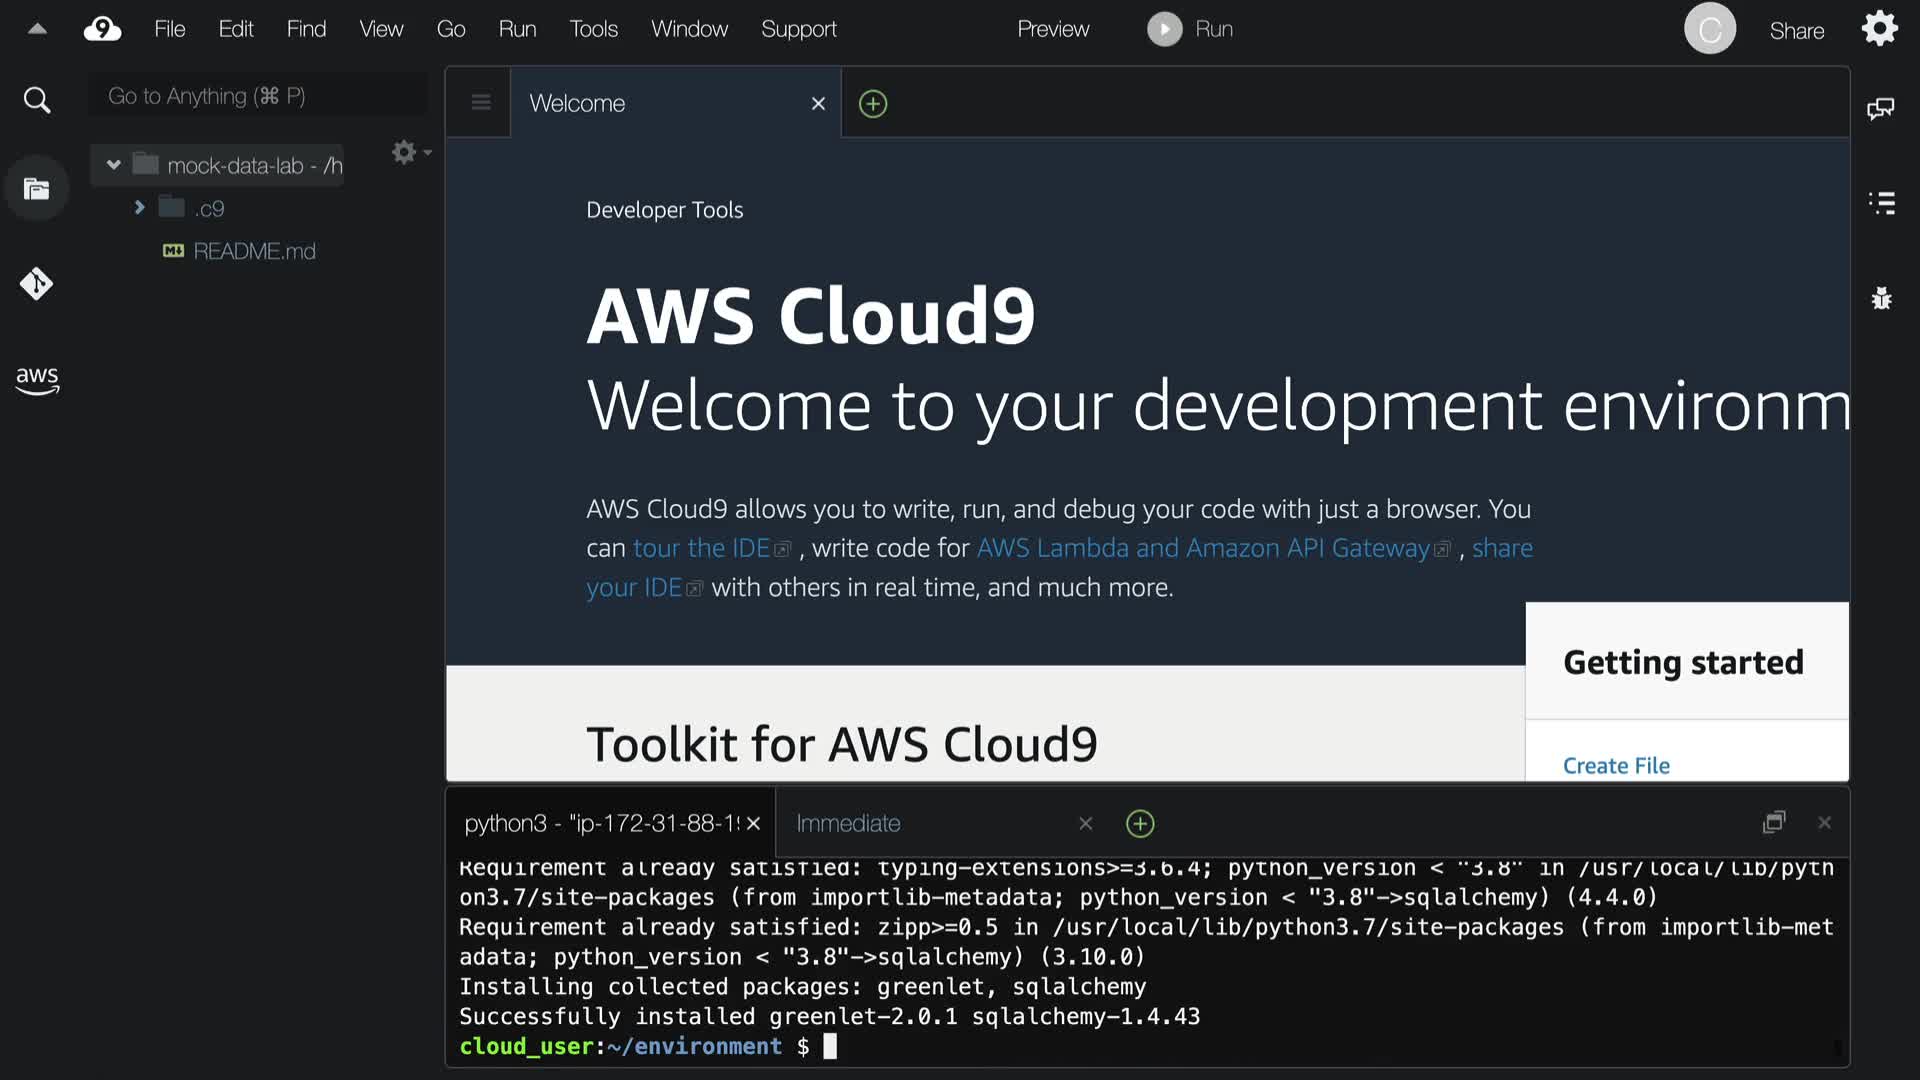 9 File Edit Find View Go Run Tools Window Support Preview Run C Share
Go to Anything (⌘ P)
Welcome
mock-data-lab - /h
.c9
README.md
aws
Developer Tools
AWS Cloud9
Welcome to your development environm
AWS Cloud9 allows you to write, run, and debug your code with just a browser. You
can tour the IDE , write code for AWS Lambda and Amazon API Gateway , share
your IDE with others in real time, and much more.
Getting started
Toolkit for AWS Cloud9
Create File
python3 - "ip-172-31-88-19
Immediate
Requirement already satisfied: typing-extensions>=3.6.4; python_version < "3.8" in /usr/local/lib/pyth
on3.7/site-packages (from importlib-metadata; python_version < "3.8"->sqlalchemy) (4.4.0)
Requirement already satisfied: zipp>=0.5 in /usr/local/lib/python3.7/site-packages (from importlib-met
adata; python_version < "3.8"->sqlalchemy) (3.10.0)
Installing collected packages: greenlet, sqlalchemy
Successfully installed greenlet-2.0.1 sqlalchemy-1.4.43
cloud_user:~/environment $